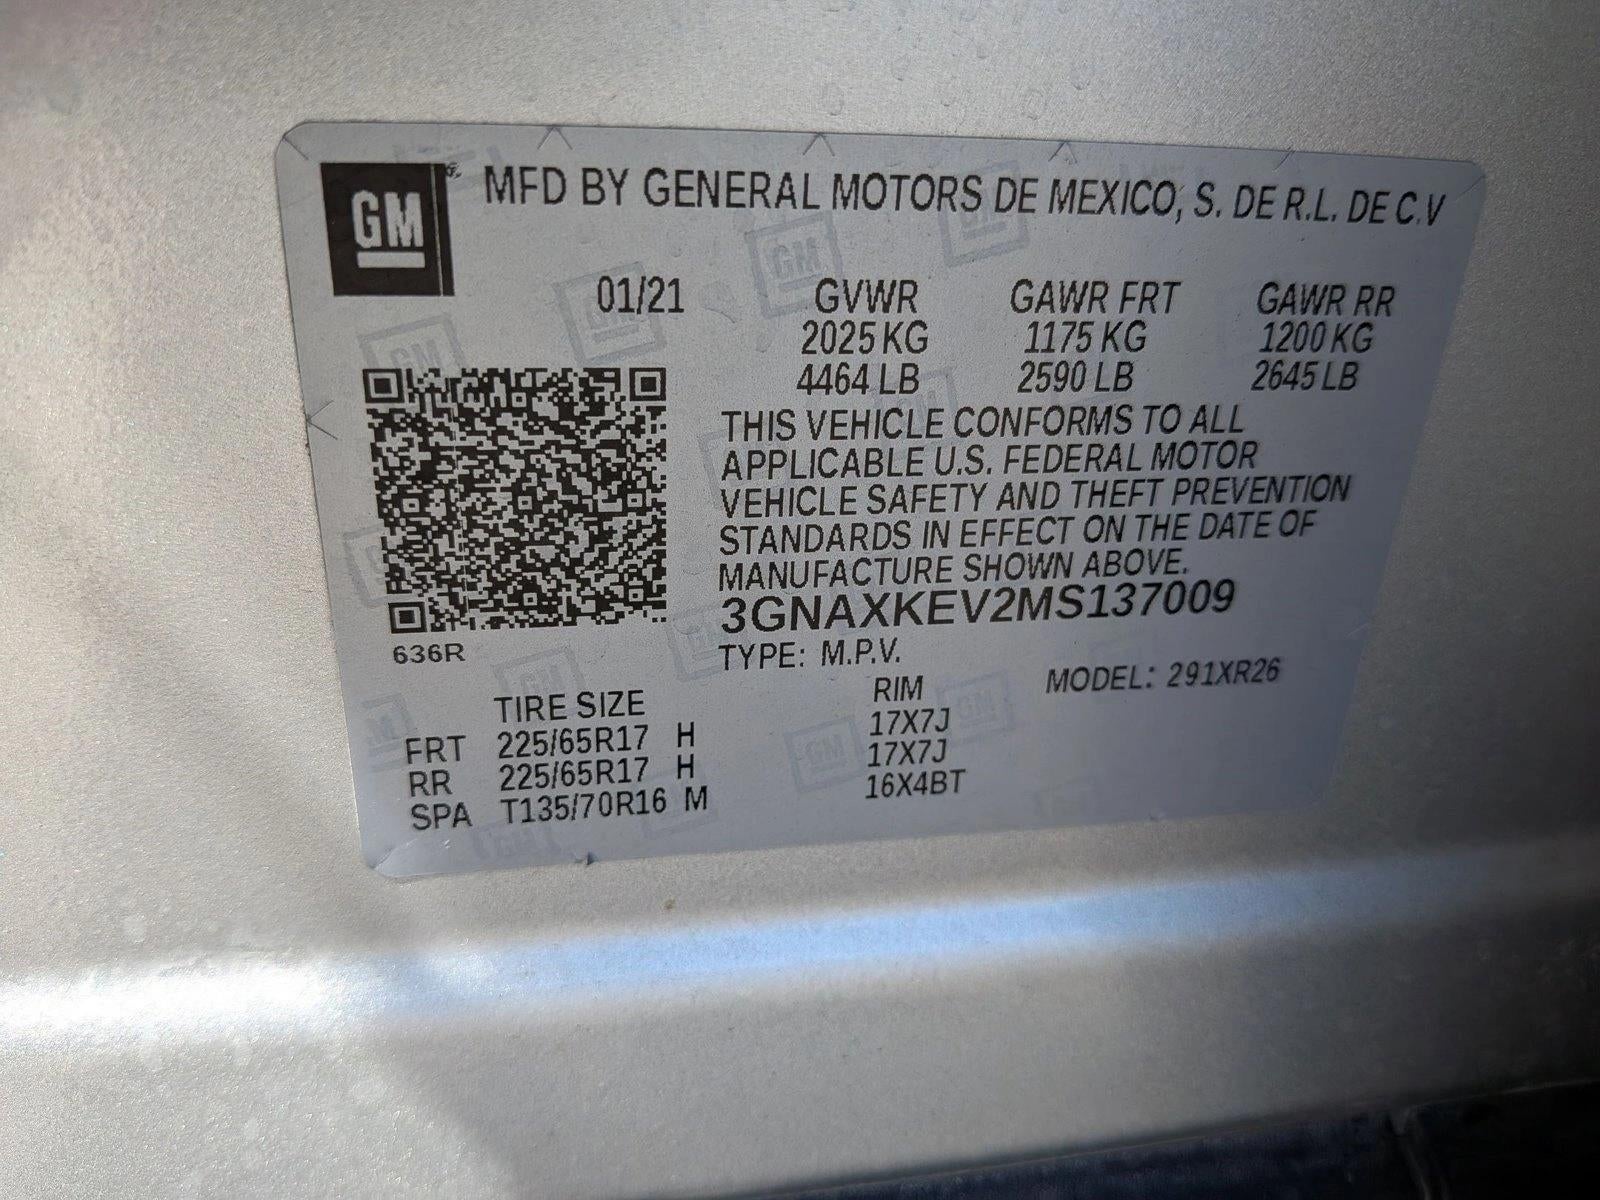 GM MFD BY GENERAL MOTORS DE MEXICO, S. DE R.L. DE C.V
01/21 GVWR GAWR FRT GAWR RR
2025 KG 1175 KG 1200 KG
4464 LB 2590 LB 2645 LB
THIS VEHICLE CONFORMS TO ALL
APPLICABLE U.S. FEDERAL MOTOR
VEHICLE SAFETY AND THEFT PREVENTION
STANDARDS IN EFFECT ON THE DATE OF
MANUFACTURE SHOWN ABOVE.
3GNAXKEV2MS137009
636R
TYPE: M.P.V. MODEL: 291XR26
TIRE SIZE RIM
FRT 225/65R17 H 17X7J
RR 225/65R17 H 17X7J
SPA T135/70R16 M 16X4BT